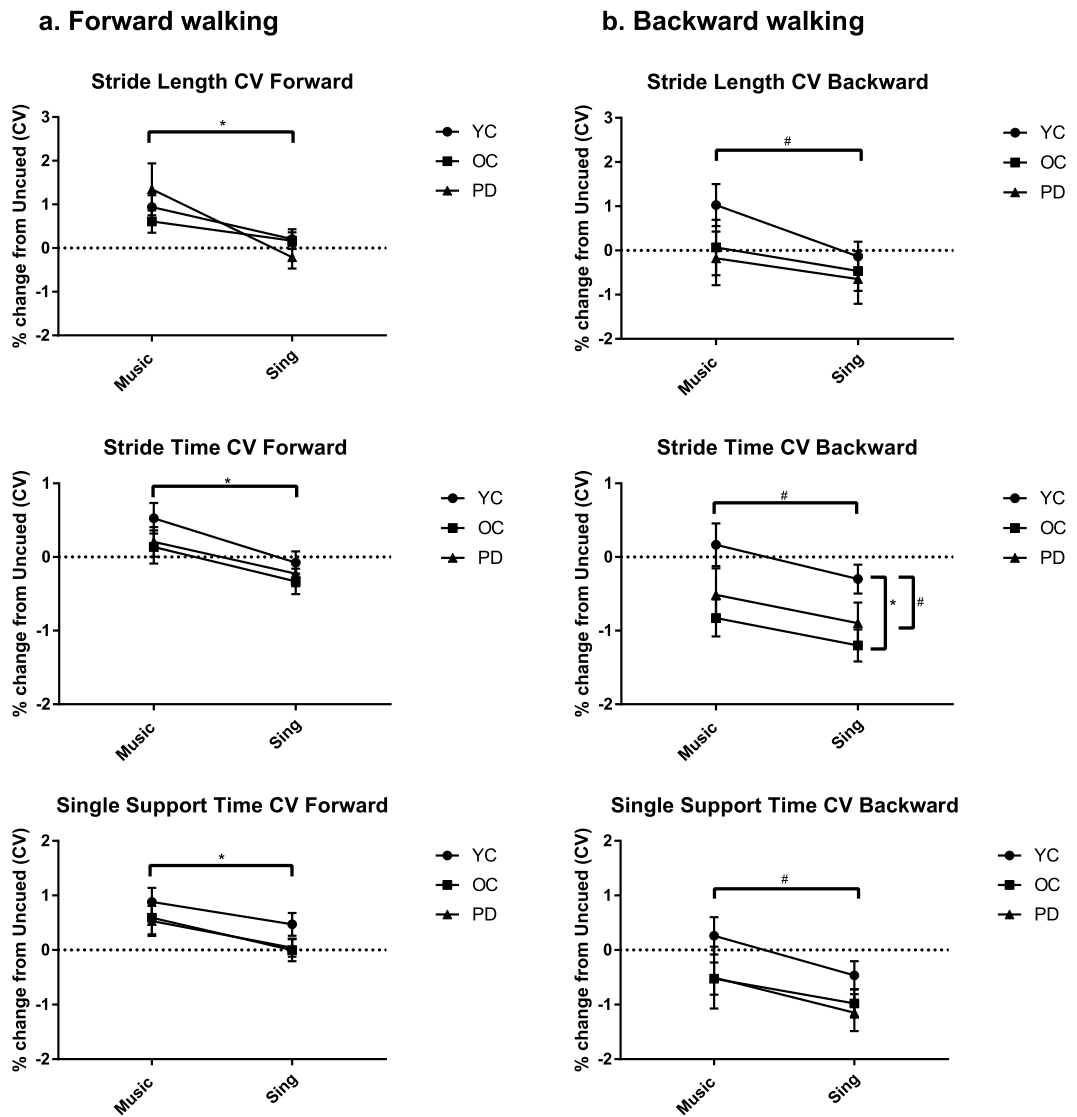 a. Forward walking
b. Backward walking
Stride Length CV Forward
% change from Uncued (CV)
3
2
1
0
-1
-2
*
Music
Sing
YC
OC
PD
Stride Length CV Backward
% change from Uncued (CV)
3
2
1
0
-1
-2
#
Music
Sing
YC
OC
PD
Stride Time CV Forward
% change from Uncued (CV)
1
0
-1
-2
*
Music
Sing
YC
OC
PD
Stride Time CV Backward
% change from Uncued (CV)
1
0
-1
-2
#
* #
Music
Sing
YC
OC
PD
Single Support Time CV Forward
% change from Uncued (CV)
2
1
0
-1
-2
*
Music
Sing
YC
OC
PD
Single Support Time CV Backward
% change from Uncued (CV)
2
1
0
-1
-2
#
Music
Sing
YC
OC
PD